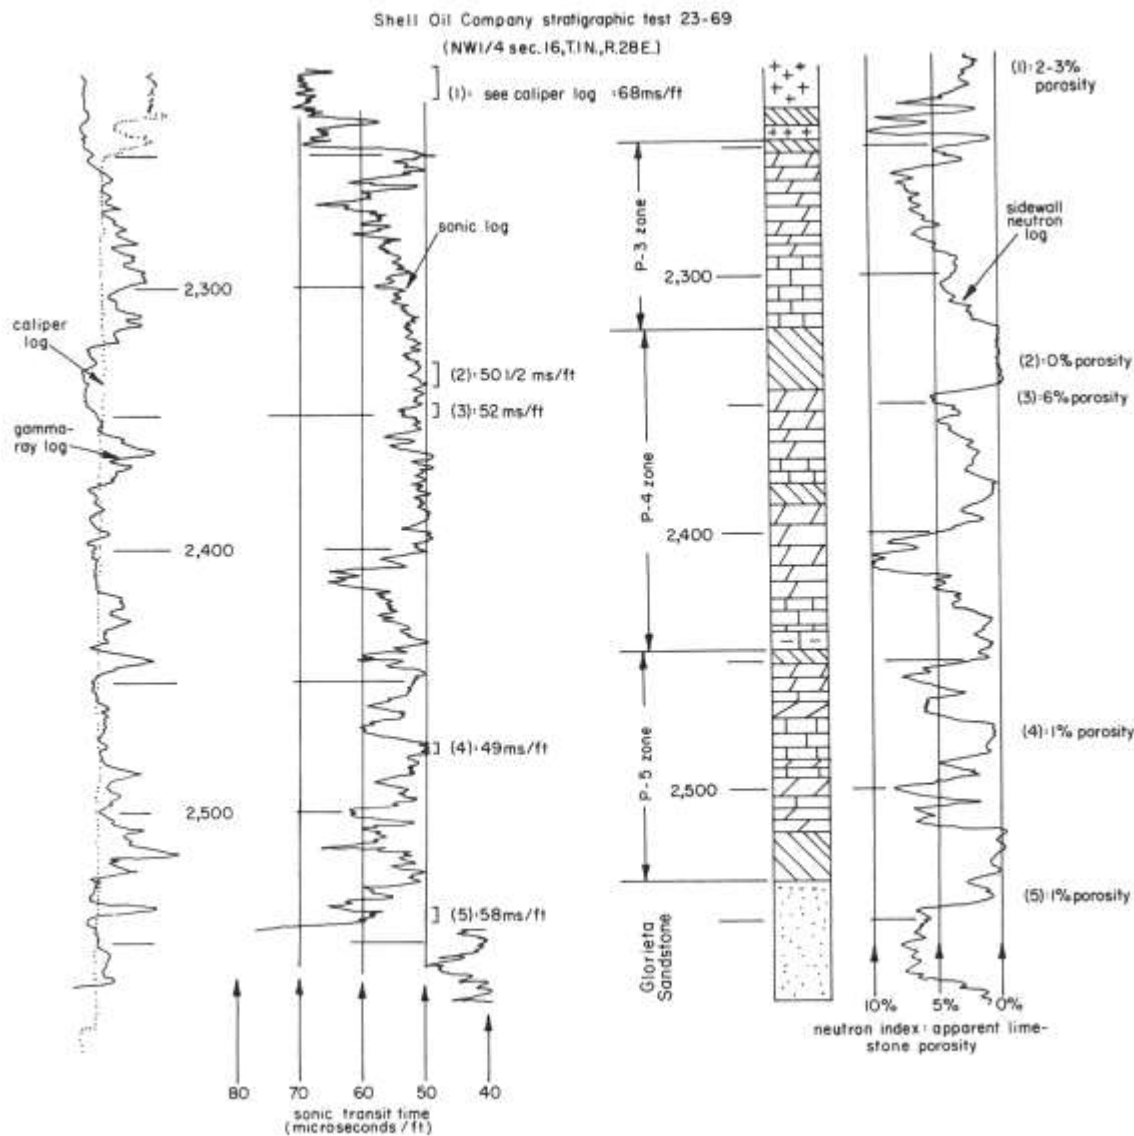 Shell Oil Company stratigraphic test 23-69
(NW1/4 sec.16,T.1N.,R.28E.)
(1): see caliper log :68ms/ft
sonic log
2,300
caliper
log
(2):50 1/2 ms/ft
(3):52 ms/ft
gamma-
ray log
2,400
(4):49ms/ft
2,500
(5):58ms/ft
80
70
60
50
40
sonic transit time
(microseconds/ft)
(1):2-3%
porosity
P-3 zone
sidewall
neutron
log
2,300
(2):0% porosity
(3):6% porosity
P-4 zone
2,400
(4):1% porosity
P-5 zone
2,500
(5):1% porosity
Glorieta
Sandstone
10%
5%
0%
neutron index: apparent lime-
stone porosity